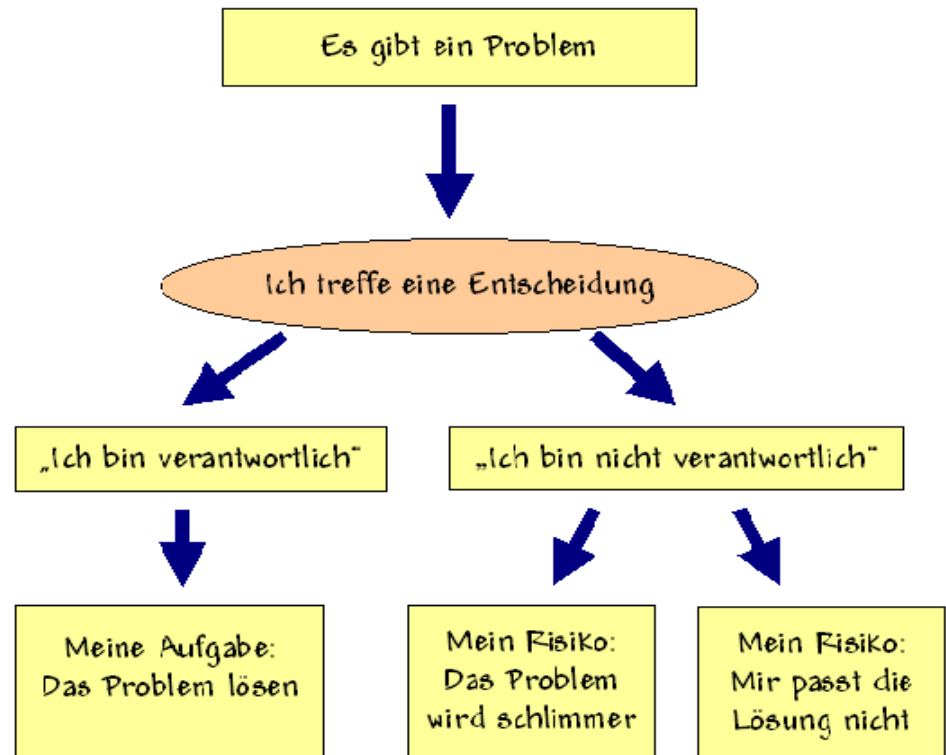 Es gibt ein Problem
Ich treffe eine Entscheidung
„Ich bin verantwortlich“
„Ich bin nicht verantwortlich“
Meine Aufgabe:
Das Problem lösen
Mein Risiko:
Das Problem
wird schlimmer
Mein Risiko:
Mir passt die
Lösung nicht